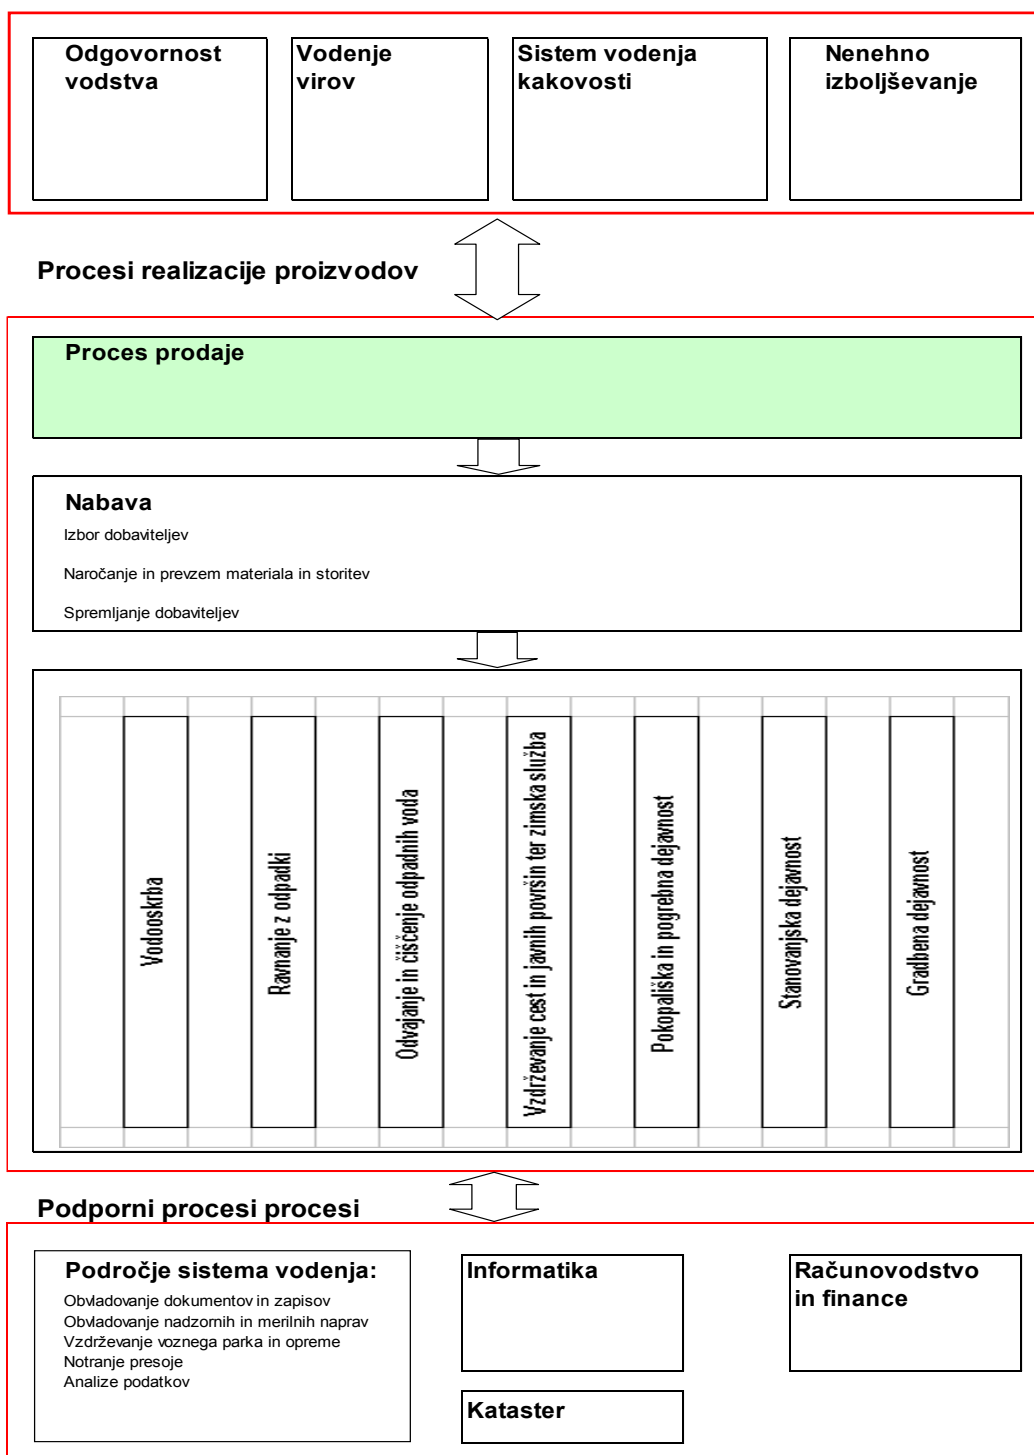 Odgovornost
vodstva
Vodenje
virov
Sistem vodenja
kakovosti
Nenehno
izboljševanje
Procesi realizacije proizvodov
Proces prodaje
Nabava
Izbor dobaviteljev
Naročanje in prevzem materiala in storitev
Spremljanje dobaviteljev
Vodooskrba
Ravnanje z odpadki
Odvajanje in čiščenje odpadnih voda
Vzdrževanje cest in javnih površin ter zimska služba
Pokopališka in pogrebna dejavnost
Stanovanjska dejavnost
Gradbena dejavnost
Podporni procesi procesi
Področje sistema vodenja:
Obvladovanje dokumentov in zapisov
Obvladovanje nadzornih in merilnih naprav
Vzdrževanje voznega parka in opreme
Notranje presoje
Analize podatkov
Informatika
Kataster
Računovodstvo
in finance